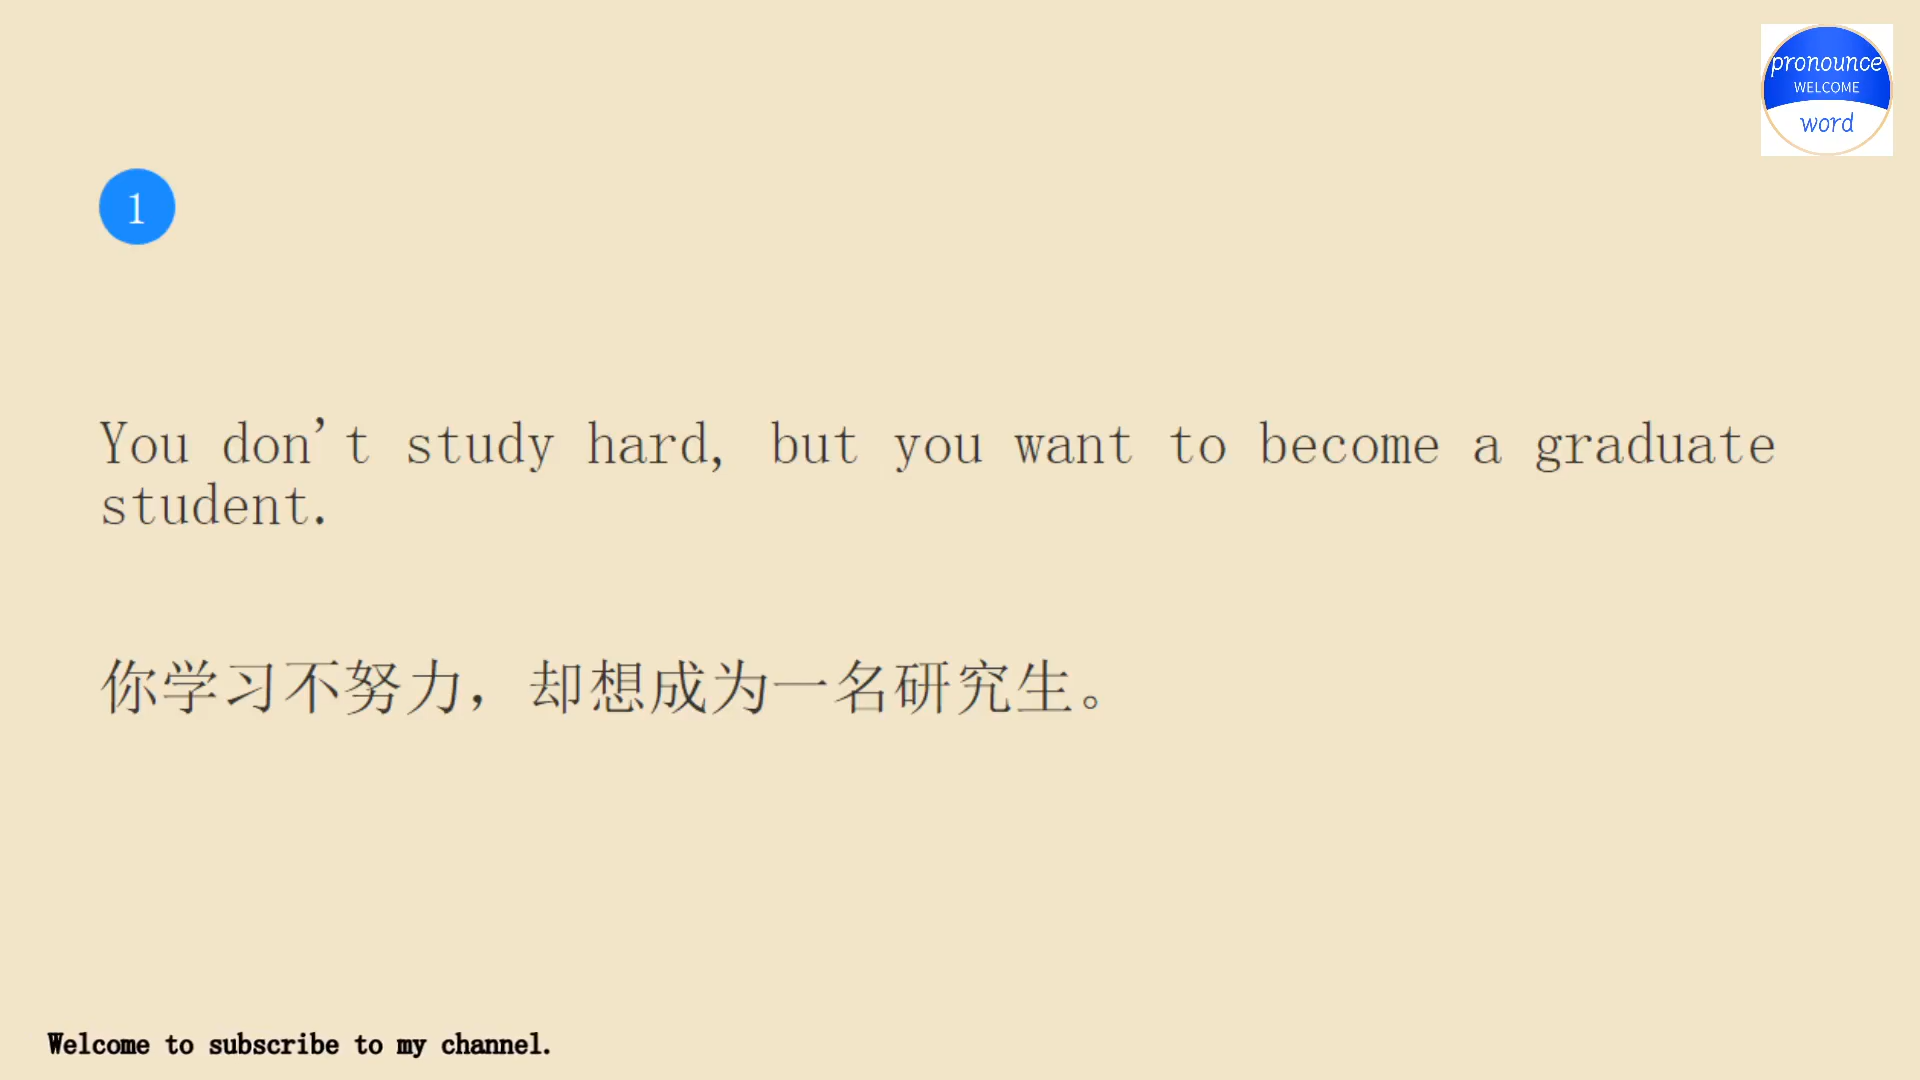 pronounce
WELCOME
word
1
You don't study hard, but you want to become a graduate
student.
你学习不努力，却想成为一名研究生。
Welcome to subscribe to my channel.